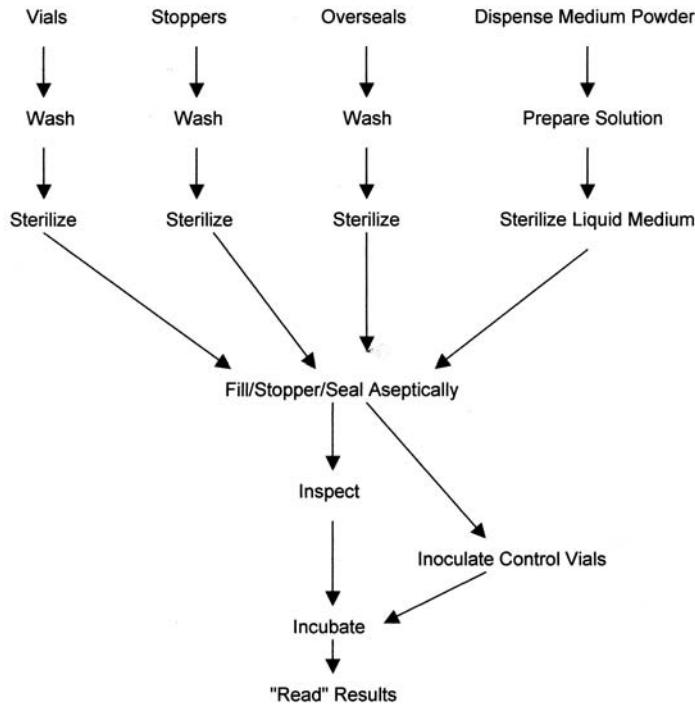 Vials Stoppers Overseals Dispense Medium Powder
Wash Wash Wash Prepare Solution
Sterilize Sterilize Sterilize Sterilize Liquid Medium
Fill/Stopper/Seal Aseptically
Inspect
Inoculate Control Vials
Incubate
"Read" Results